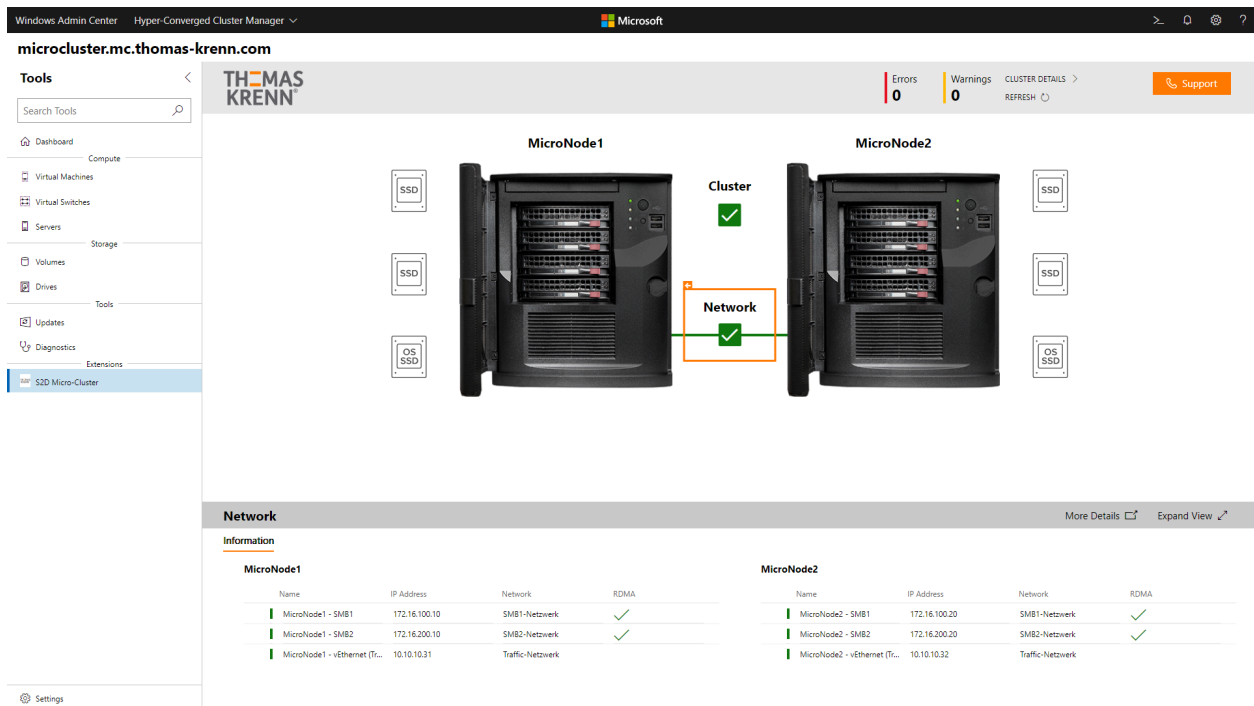 Windows Admin Center Hyper-Converged Cluster Manager Microsoft
microcluster.mc.thomas-krenn.com
Tools
Search Tools
Dashboard
Compute
Virtual Machines
Virtual Switches
Servers
Storage
Volumes
Drives
Tools
Updates
Diagnostics
Extensions
S2D Micro-Cluster
Settings
THOMAS
KRENN®
Errors
0
Warnings
0
CLUSTER DETAILS
REFRESH
Support
MicroNode1
MicroNode2
SSD
SSD
OS
SSD
Cluster
Network
SSD
SSD
OS
SSD
Network
More Details
Expand View
Information
MicroNode1
Name IP Address Network RDMA
MicroNode1 - SMB1 172.16.100.10 SMB1-Netzwerk
MicroNode1 - SMB2 172.16.200.10 SMB2-Netzwerk
MicroNode1 - vEthernet (Tr... 10.10.10.31 Traffic-Netzwerk
MicroNode2
Name IP Address Network RDMA
MicroNode2 - SMB1 172.16.100.20 SMB1-Netzwerk
MicroNode2 - SMB2 172.16.200.20 SMB2-Netzwerk
MicroNode2 - vEthernet (Tr... 10.10.10.32 Traffic-Netzwerk